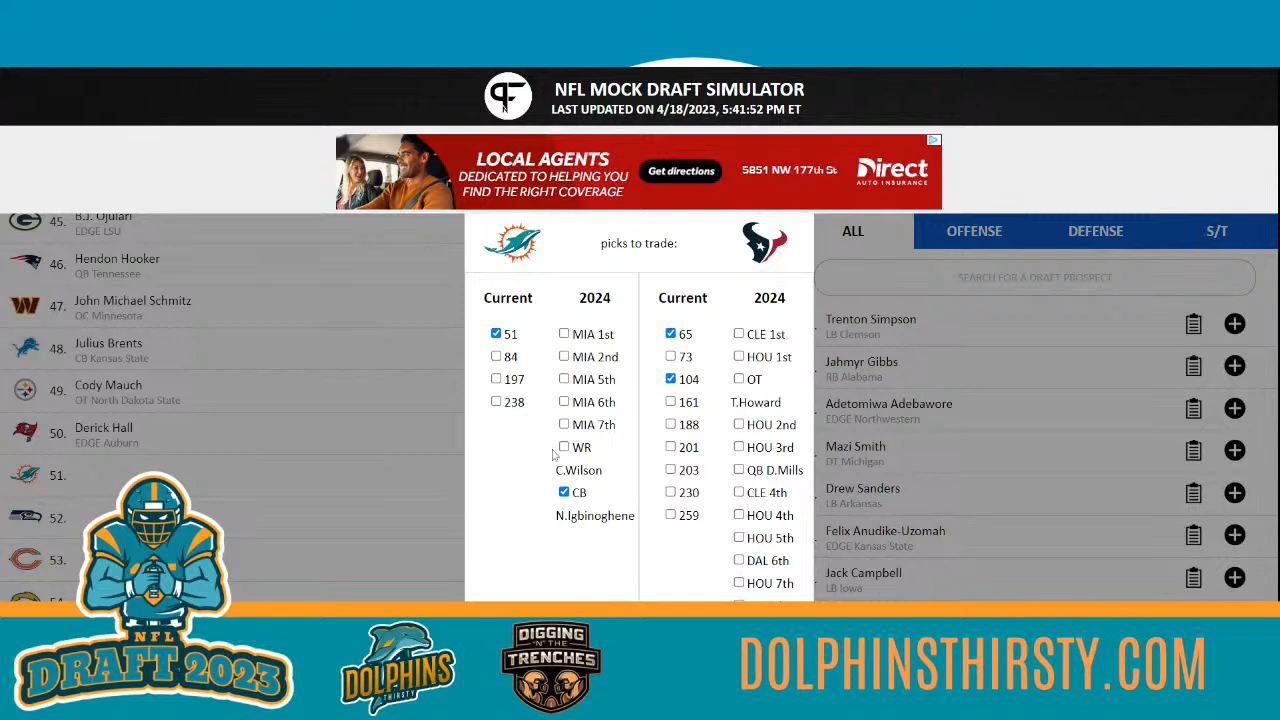 NFL MOCK DRAFT SIMULATOR
LAST UPDATED ON 4/18/2023, 5:41:52 PM ET
LOCAL AGENTS
DEDICATED TO HELPING YOU
FIND THE RIGHT COVERAGE
Get directions
5851 NW 177th St
Direct
AUTO INSURANCE
45. B.J. Ojulari
EDGE LSU
46. Hendon Hooker
QB Tennessee
47. John Michael Schmitz
OC Minnesota
48. Julius Brents
CB Kansas State
49. Cody Mauch
OT North Dakota State
50. Derick Hall
EDGE Auburn
51.
52.
53.
picks to trade:
Current 2024 Current 2024
51 MIA 1st 65 CLE 1st
84 MIA 2nd 73 HOU 1st
197 MIA 5th 104 OT
238 MIA 6th 161 T.Howard
MIA 7th 188 HOU 2nd
WR 201 HOU 3rd
C.Wilson 203 QB D.Mills
CB 230 CLE 4th
N.Igbinoghene 259 HOU 4th
HOU 5th
DAL 6th
HOU 7th
ALL OFFENSE DEFENSE S/T
SEARCH FOR A DRAFT PROSPECT
Trenton Simpson
LB Clemson
Jahmyr Gibbs
RB Alabama
Adetomiwa Adebawore
EDGE Northwestern
Mazi Smith
DT Michigan
Drew Sanders
LB Arkansas
Felix Anudike-Uzomah
EDGE Kansas State
Jack Campbell
LB Iowa
NFL
DRAFT 2023
DOLPHINS
THIRSTY
DIGGING
"N" THE
TRENCHES
DOLPHINSTHIRSTY.COM